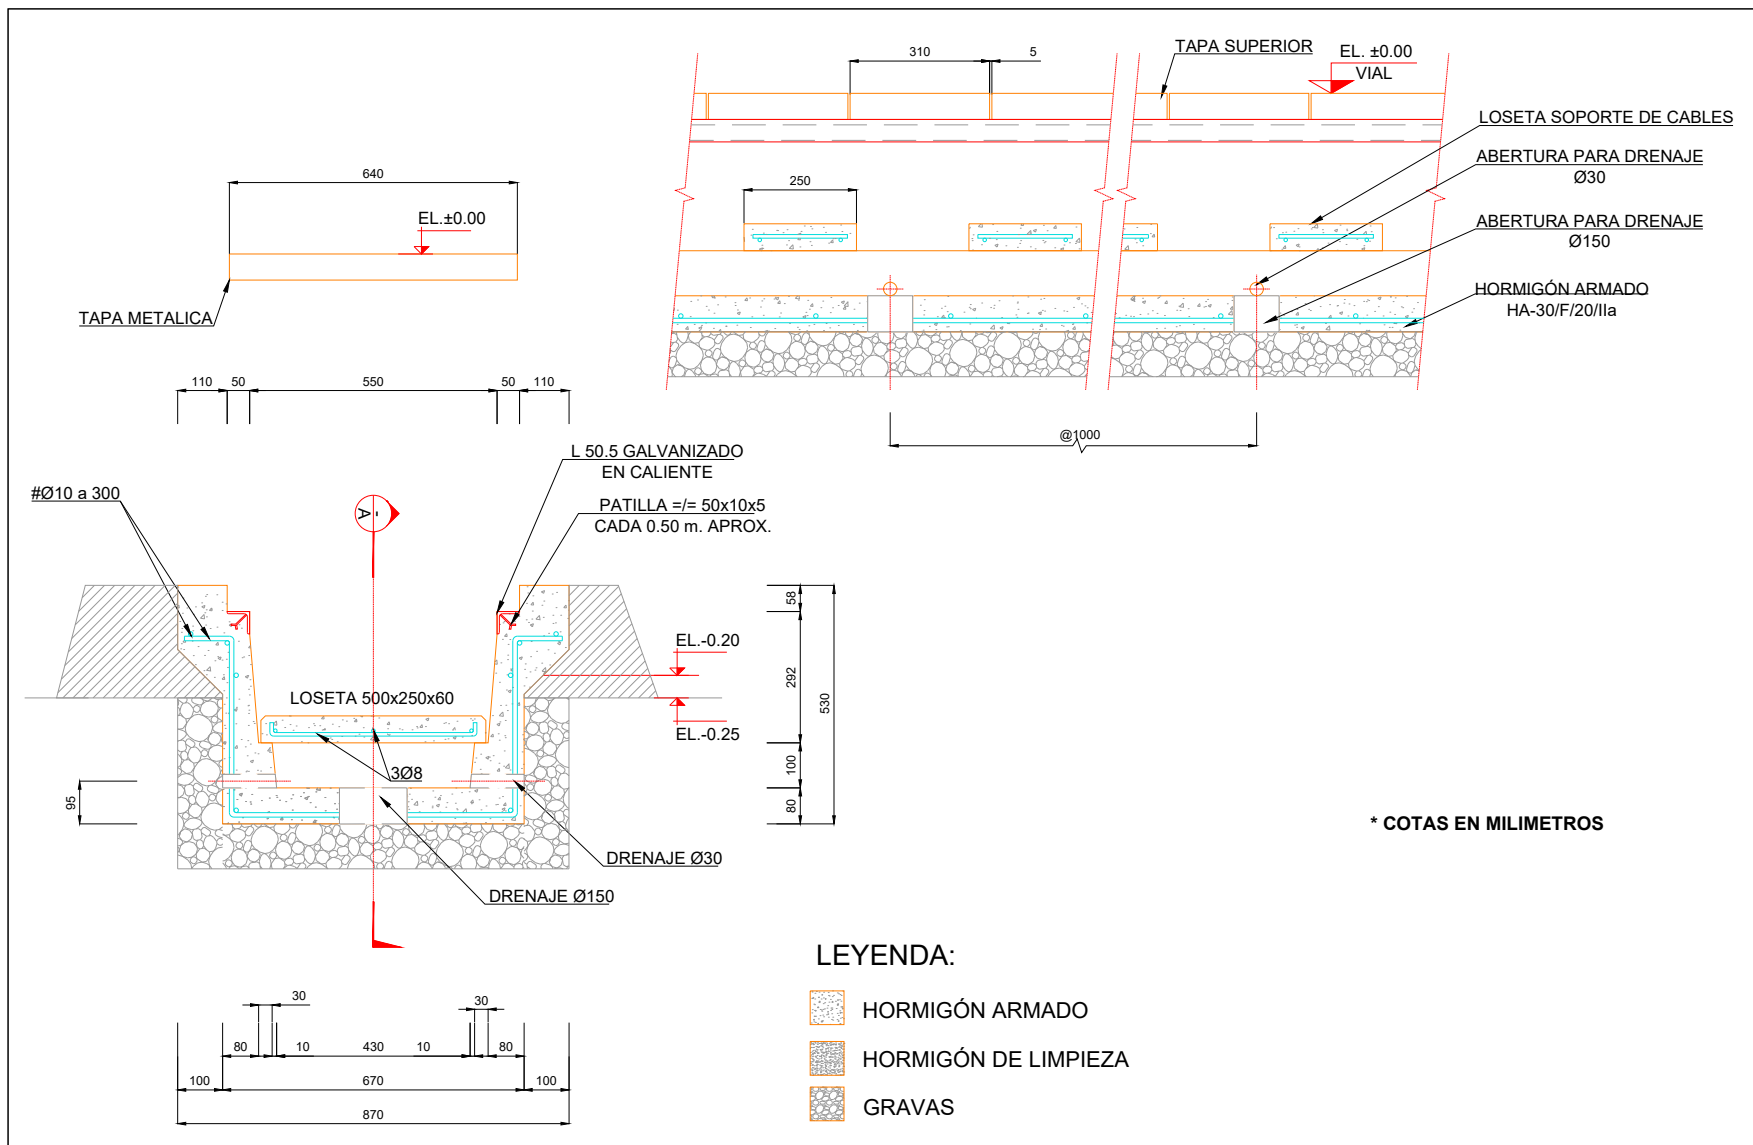 310
5
TAPA SUPERIOR
EL. ±0.00
VIAL
LOSETA SOPORTE DE CABLES
ABERTURA PARA DRENAJE
Ø30
ABERTURA PARA DRENAJE
Ø150
HORMIGÓN ARMADO
HA-30/F/20/IIa
250
@1000
640
EL.±0.00
TAPA METALICA
110
50
550
50
110
L 50.5 GALVANIZADO
EN CALIENTE
PATILLA =/= 50x10x5
CADA 0.50 m. APROX.
#Ø10 a 300
A
-
58
292
530
100
80
EL.-0.20
EL.-0.25
LOSETA 500x250x60
3Ø8
95
DRENAJE Ø30
DRENAJE Ø150
* COTAS EN MILIMETROS
30
30
80
10
430
10
80
100
670
100
870
LEYENDA:
HORMIGÓN ARMADO
HORMIGÓN DE LIMPIEZA
GRAVAS